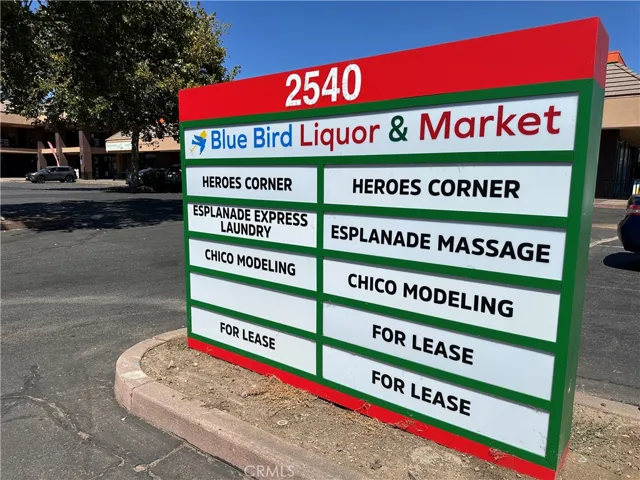 2540
Blue Bird Liquor & Market
HEROES CORNER
HEROES CORNER
ESPLANADE EXPRESS
LAUNDRY
ESPLANADE MASSAGE
CHICO MODELING
CHICO MODELING
FOR LEASE
FOR LEASE
FOR LEASE
CRMLS